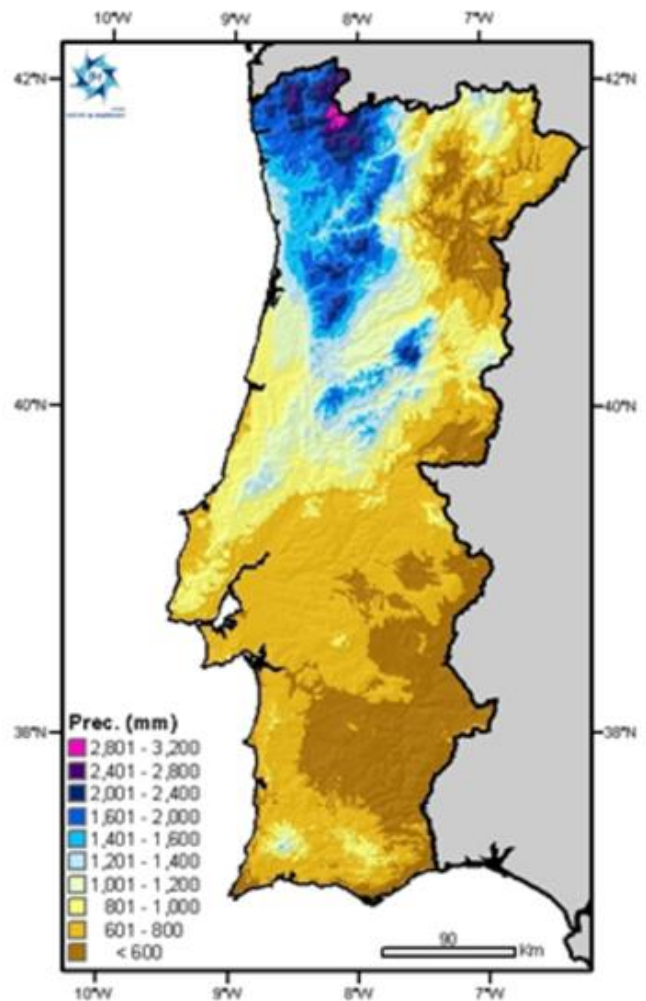 10°W 9°W 8°W 7°W
42°N 42°N
40°N 40°N
38°N 38°N
Prec. (mm)
2,801 - 3,200
2,401 - 2,800
2,001 - 2,400
1,601 - 2,000
1,401 - 1,600
1,201 - 1,400
1,001 - 1,200
801 - 1,000
601 - 800
< 600
90
Km
10°W 9°W 8°W 7°W